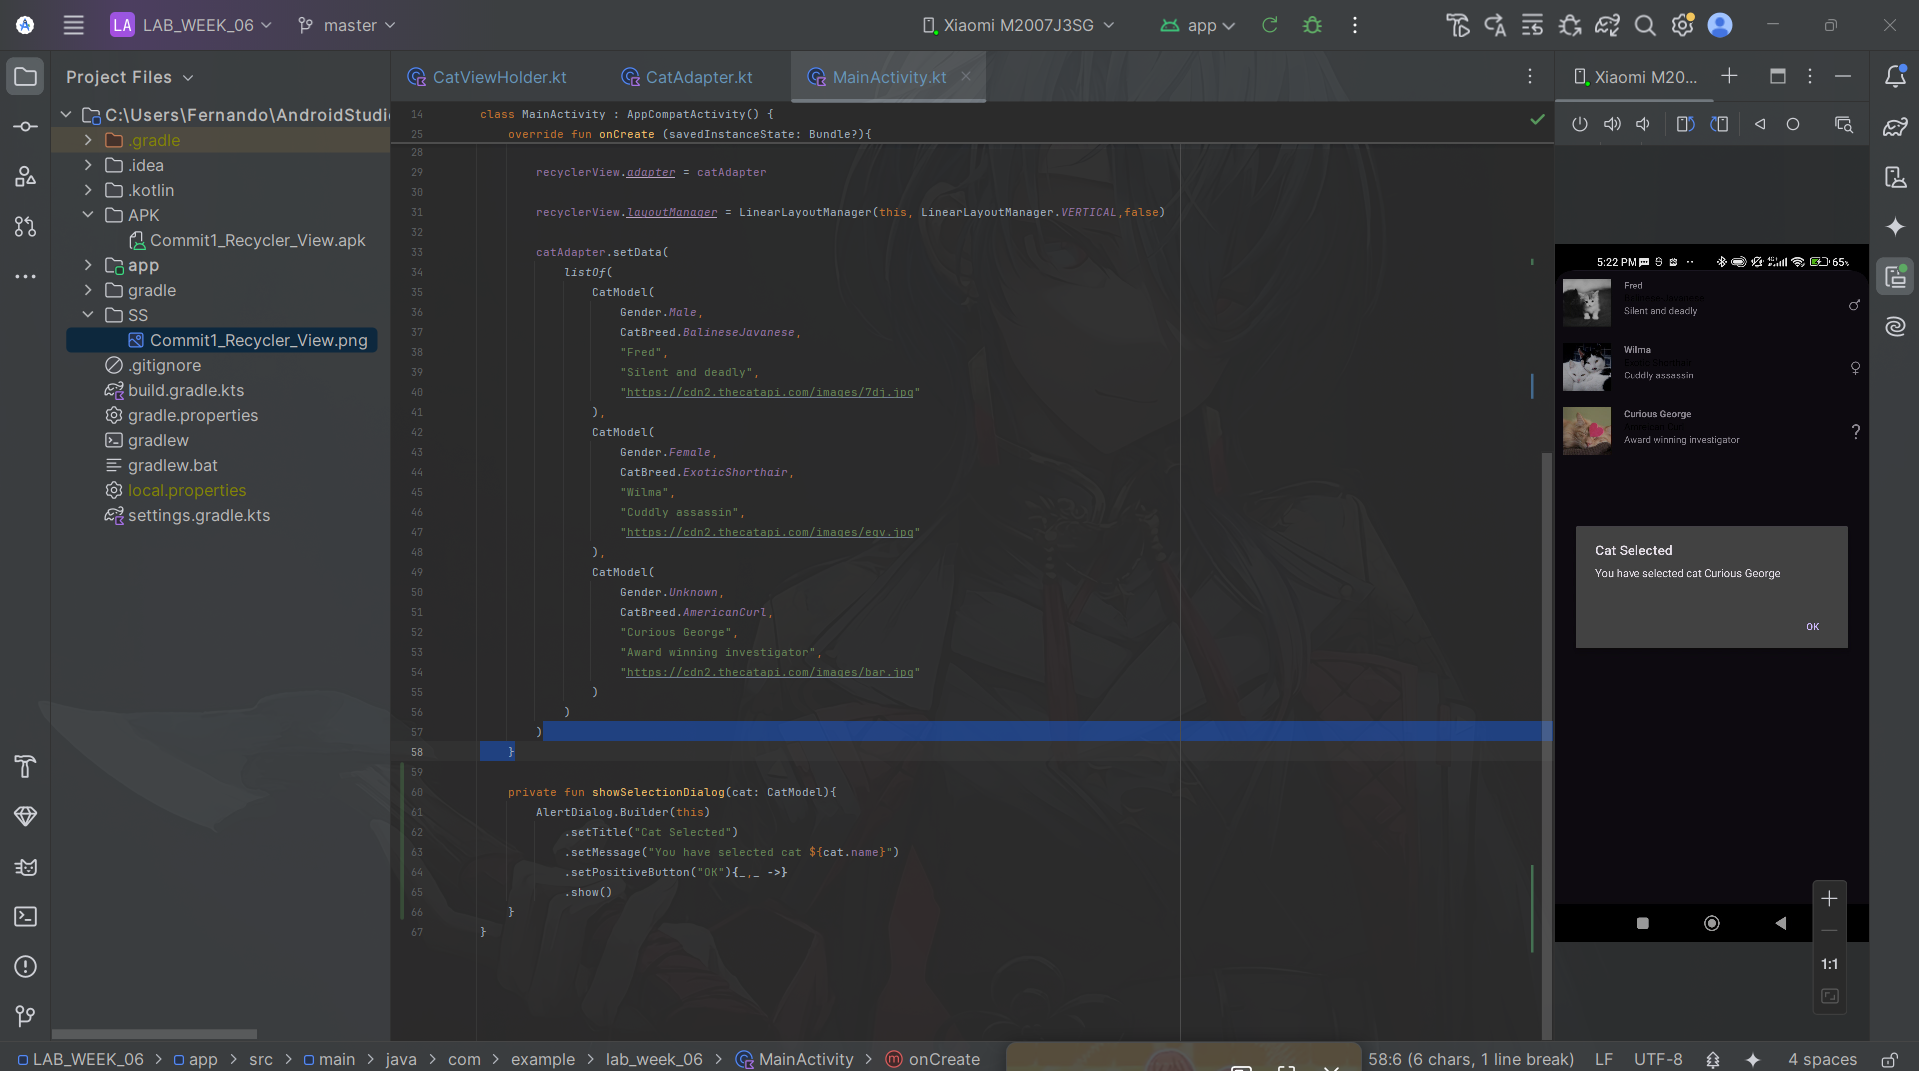 LA LAB_WEEK_06 master Xiaomi M2007J3SG app
Project Files
C:\Users\Fernando\AndroidStudi
.gradle
.idea
.kotlin
APK
Commit1_Recycler_View.apk
app
gradle
SS
Commit1_Recycler_View.png
.gitignore
build.gradle.kts
gradle.properties
gradlew
gradlew.bat
local.properties
settings.gradle.kts
CatViewHolder.kt CatAdapter.kt MainActivity.kt
14 class MainActivity : AppCompatActivity() {
25 override fun onCreate (savedInstanceState: Bundle?){
28
29 recyclerView.adapter = catAdapter
30
31 recyclerView.layoutManager = LinearLayoutManager(this, LinearLayoutManager.VERTICAL,false)
32
33 catAdapter.setData(
34 listOf(
35 CatModel(
36 Gender.Male,
37 CatBreed.BalineseJavanese,
38 "Fred",
39 "Silent and deadly",
40 "https://cdn2.thecatapi.com/images/7dj.jpg"
41 ),
42 CatModel(
43 Gender.Female,
44 CatBreed.ExoticShorthair,
45 "Wilma",
46 "Cuddly assassin",
47 "https://cdn2.thecatapi.com/images/egv.jpg"
48 ),
49 CatModel(
50 Gender.Unknown,
51 CatBreed.AmericanCurl,
52 "Curious George",
53 "Award winning investigator",
54 "https://cdn2.thecatapi.com/images/bar.jpg"
55 )
56 )
57 )
58 }
59
60 private fun showSelectionDialog(cat: CatModel){
61 AlertDialog.Builder(this)
62 .setTitle("Cat Selected")
63 .setMessage("You have selected cat ${cat.name}")
64 .setPositiveButton("OK"){_,_ ->}
65 .show()
66 }
67 }
Xiaomi M20...
5:22 PM 65%
Fred
BalineseJavanese
Silent and deadly
Wilma
Exotic Shorthair
Cuddly assassin
Curious George
American Curl
Award winning investigator
?
Cat Selected
You have selected cat Curious George
OK
1:1
LAB_WEEK_06 > app > src > main > java > com > example > lab_week_06 > MainActivity > onCreate
58:6 (6 chars, 1 line break) LF UTF-8 4 spaces